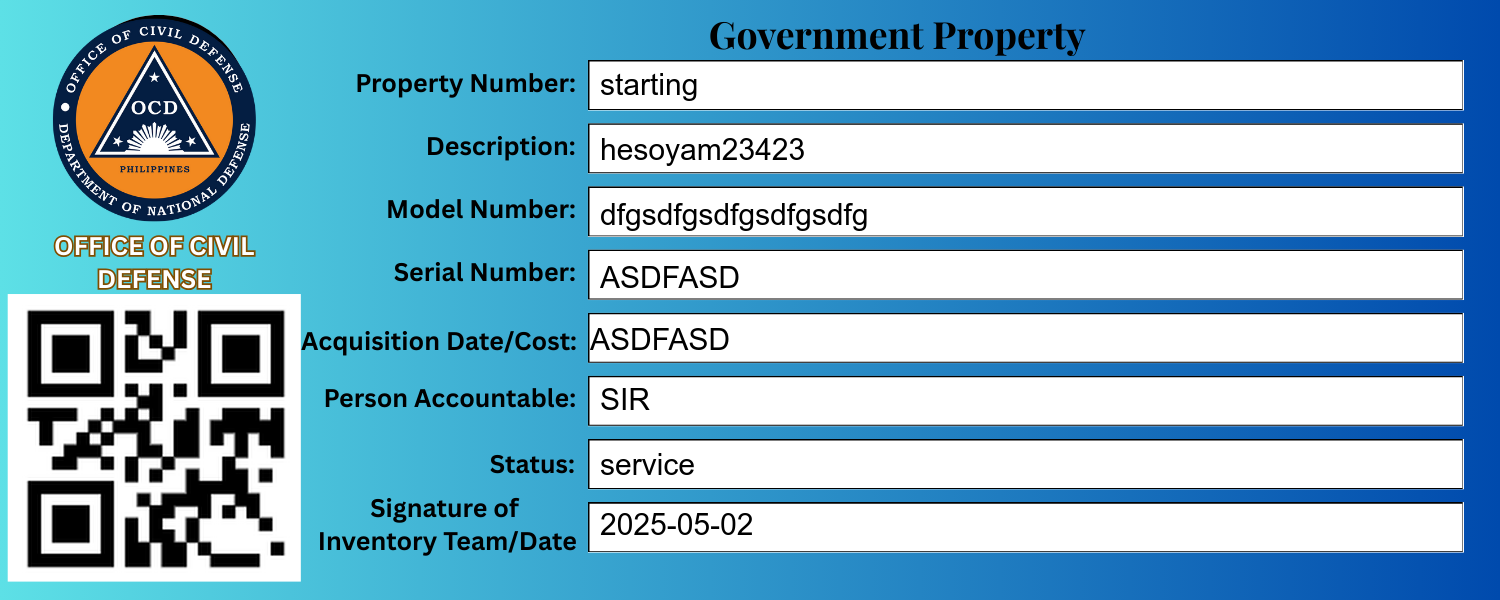 OFFICE OF CIVIL DEFENSE
OCD
PHILIPPINES
DEPARTMENT OF NATIONAL DEFENSE
OFFICE OF CIVIL
DEFENSE
Government Property
Property Number: starting
Description: hesoyam23423
Model Number: dfgsdfgsdfgsdfgsdfg
Serial Number: ASDFASD
Acquisition Date/Cost: ASDFASD
Person Accountable: SIR
Status: service
Signature of
Inventory Team/Date 2025-05-02